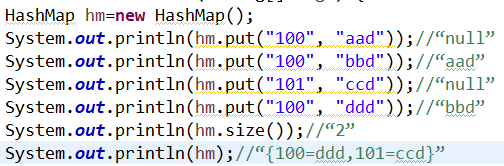 HashMap hm=new HashMap();
System.out.println(hm.put("100", "aad"));//“null”
System.out.println(hm.put("100", "bbd"));//“aad”
System.out.println(hm.put("101", "ccd"));//“null”
System.out.println(hm.put("100", "ddd"));//“bbd”
System.out.println(hm.size());//“2”
System.out.println(hm);//“{100=ddd,101=ccd}”